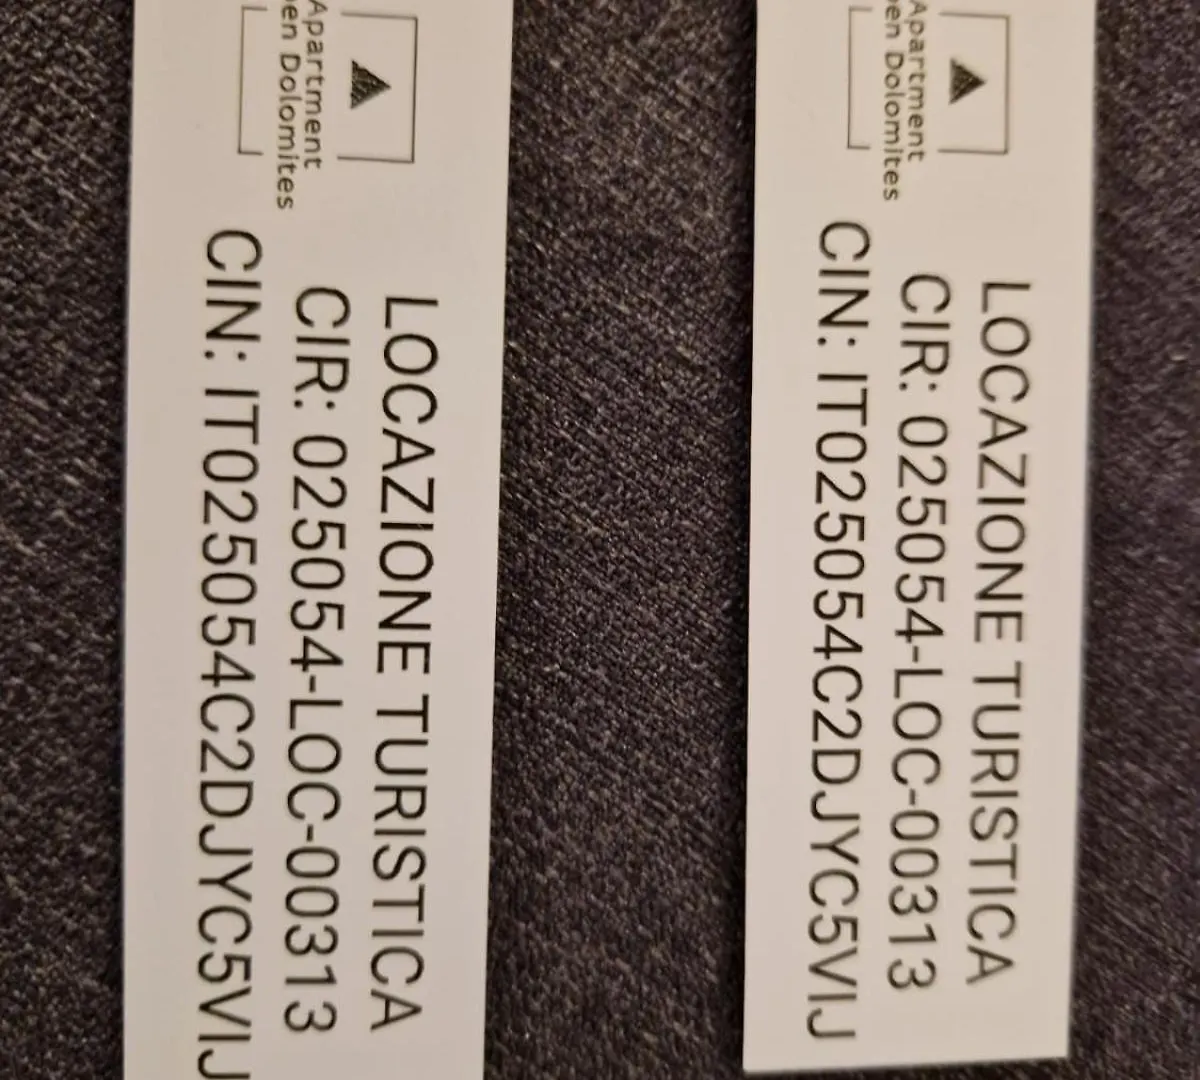 Apartment
Dolomites
LOCAZIONE TURISTICA
CIR: 025054-LOC-00313
CIN: IT025054C2DJYC5VIJ
Apartment
Dolomites
LOCAZIONE TURISTICA
CIR: 025054-LOC-00313
CIN: IT025054C2DJYC5VIJ